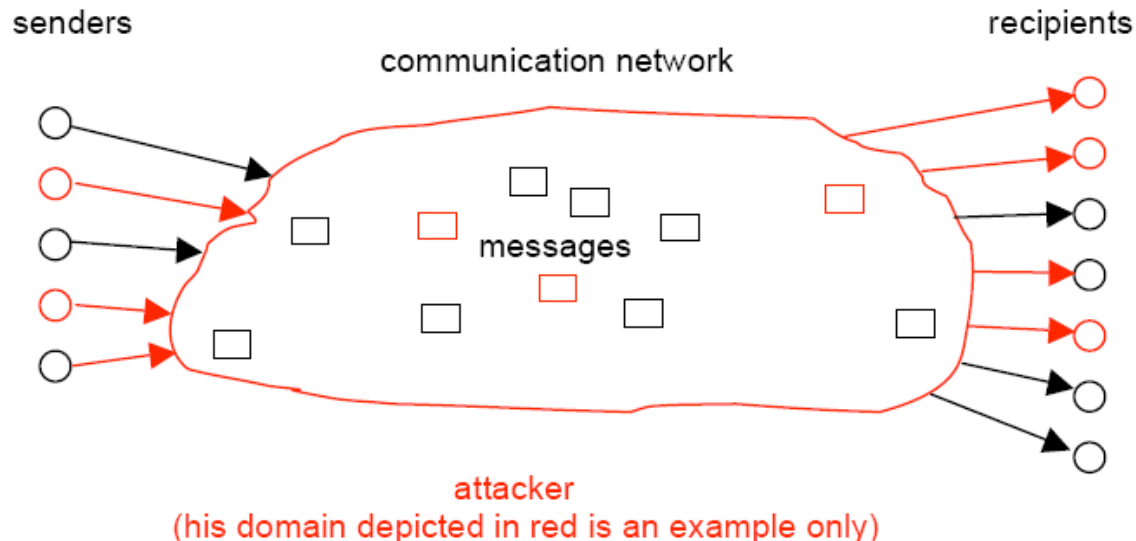 senders
recipients
communication network
messages
attacker
(his domain depicted in red is an example only)